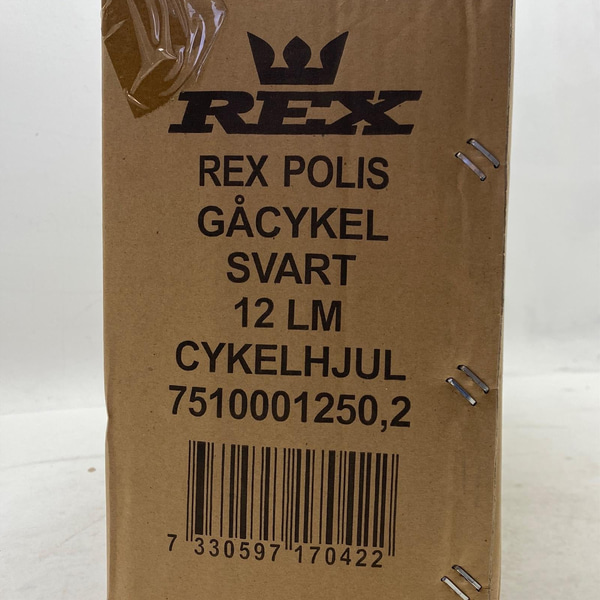 REX
REX POLIS
GÅCYKEL
SVART
12 LM
CYKELHJUL
7510001250,2
7 330597 170422